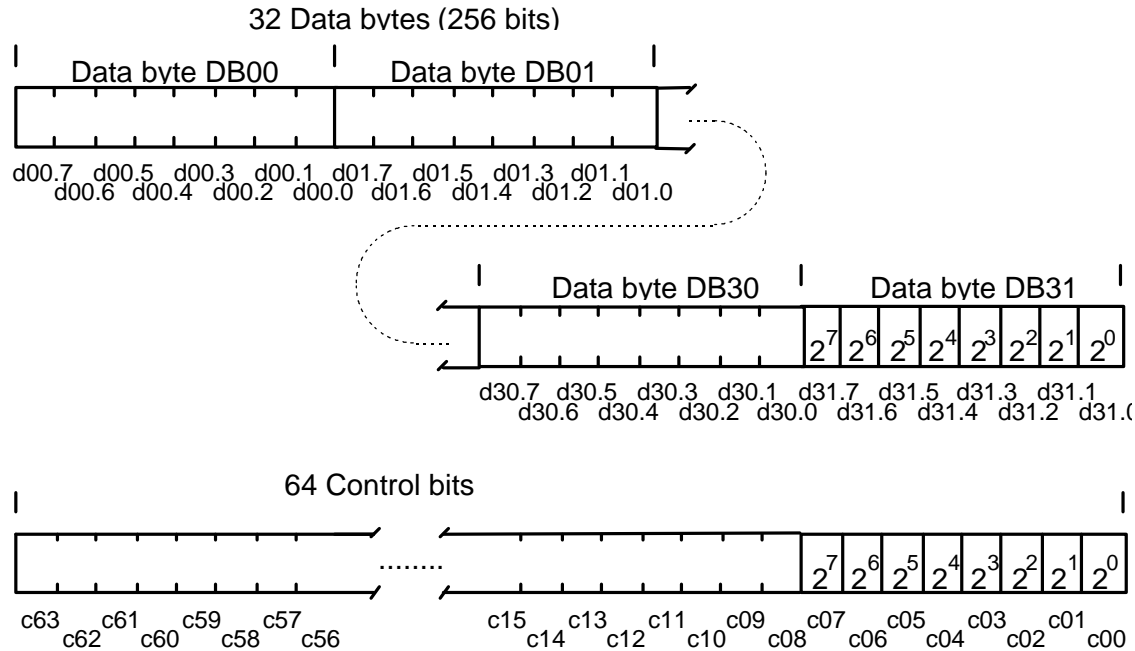 32 Data bytes (256 bits)
Data byte DB00 Data byte DB01
d00.7 d00.5 d00.3 d00.1 d01.7 d01.5 d01.3 d01.1
d00.6 d00.4 d00.2 d00.0 d01.6 d01.4 d01.2 d01.0
Data byte DB30 Data byte DB31
2^7 2^6 2^5 2^4 2^3 2^2 2^1 2^0
d30.7 d30.5 d30.3 d30.1 d31.7 d31.5 d31.3 d31.1
d30.6 d30.4 d30.2 d30.0 d31.6 d31.4 d31.2 d31.0
64 Control bits
........
2^7 2^6 2^5 2^4 2^3 2^2 2^1 2^0
c63 c61 c59 c57 c15 c13 c11 c09 c07 c05 c03 c01
c62 c60 c58 c56 c14 c12 c10 c08 c06 c04 c02 c00